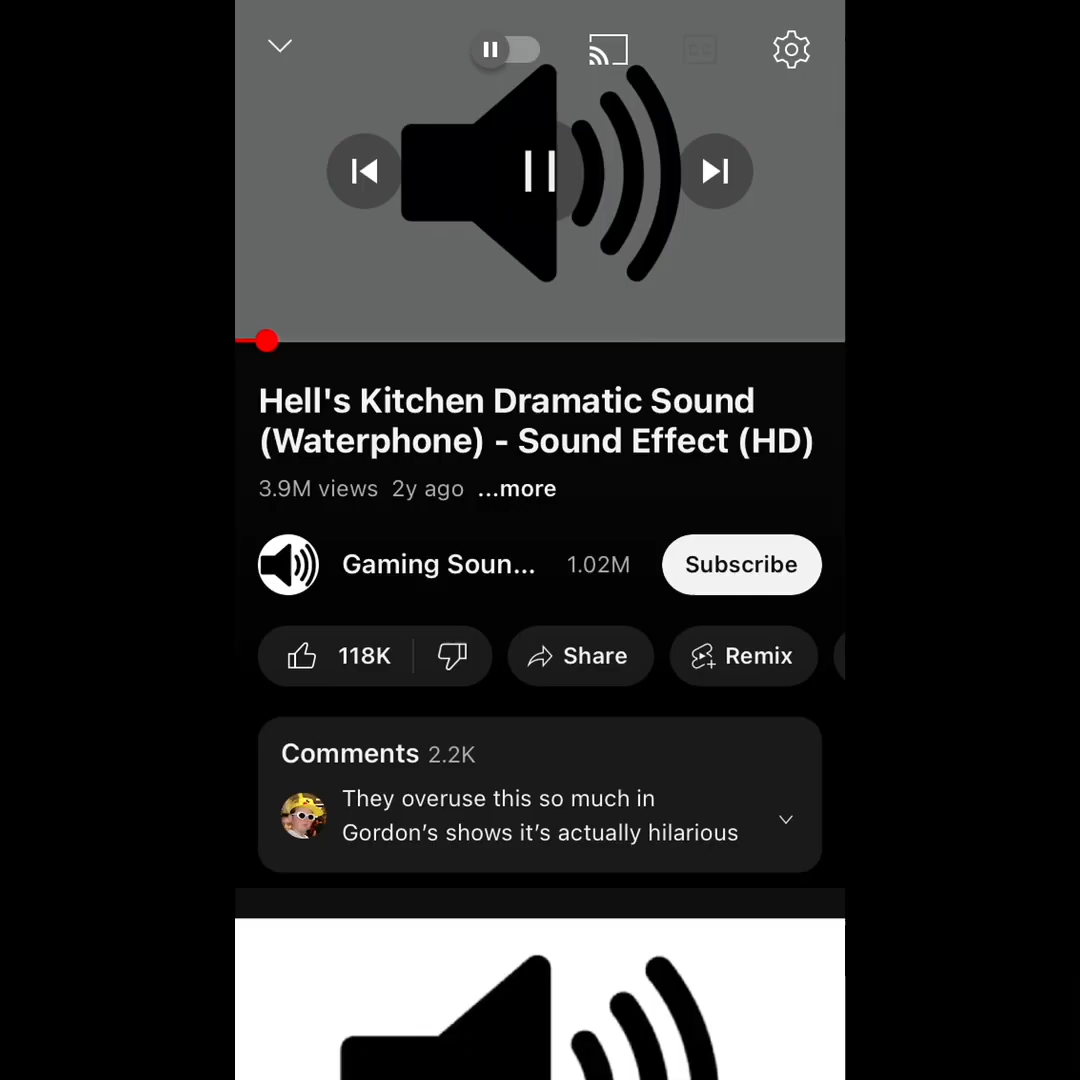 Hell's Kitchen Dramatic Sound
(Waterphone) - Sound Effect (HD)
3.9M views 2y ago ...more
Gaming Soun... 1.02M Subscribe
118K Share Remix
Comments 2.2K
They overuse this so much in
Gordon’s shows it’s actually hilarious